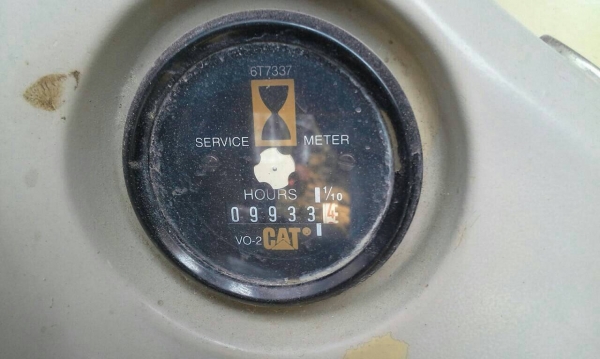 6T7337
SERVICE METER
HOURS 1/10
099334
VO-2 CAT